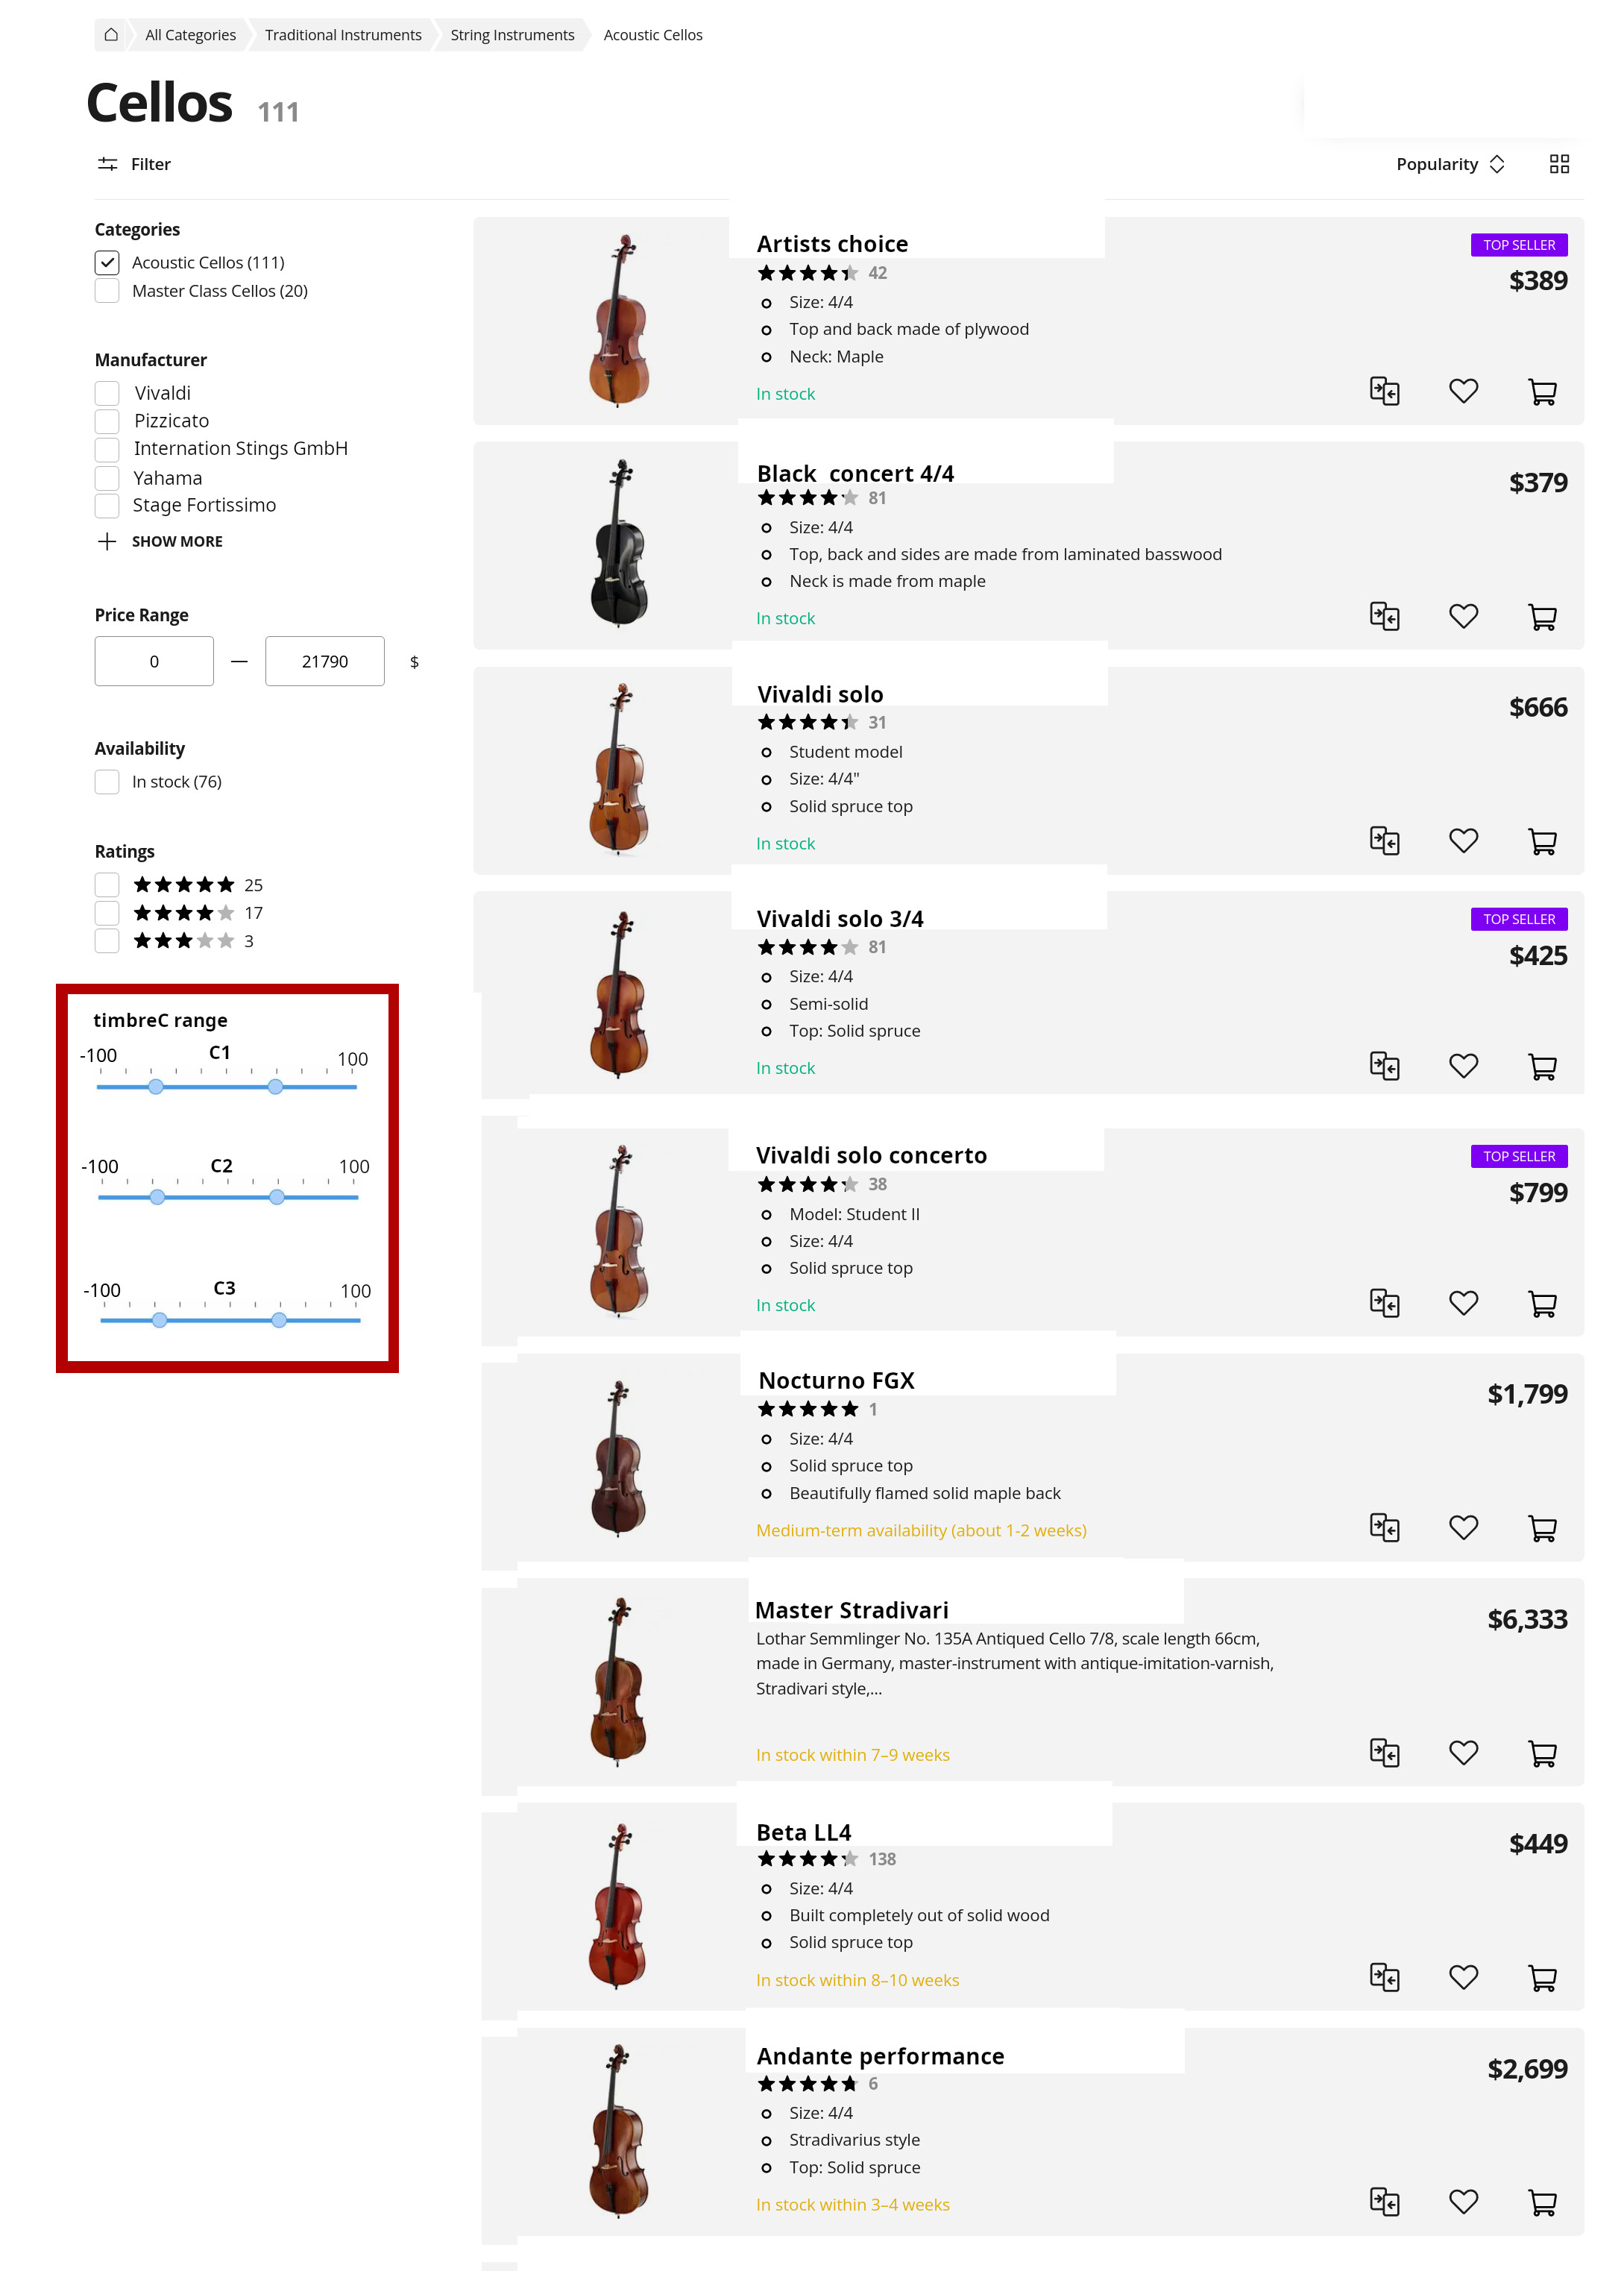 All Categories
Traditional Instruments
String Instruments
Acoustic Cellos
Cellos 111
Filter
Popularity
Categories
Acoustic Cellos (111)
Master Class Cellos (20)
Manufacturer
Vivaldi
Pizzicato
Internation Stings GmbH
Yahama
Stage Fortissimo
SHOW MORE
Price Range
0 — 21790 $
Availability
In stock (76)
Ratings
25
17
3
timbreC range
-100 C1 100
-100 C2 100
-100 C3 100
Artists choice
42
Size: 4/4
Top and back made of plywood
Neck: Maple
In stock
TOP SELLER
$389
Black concert 4/4
81
Size: 4/4
Top, back and sides are made from laminated basswood
Neck is made from maple
In stock
$379
Vivaldi solo
31
Student model
Size: 4/4"
Solid spruce top
In stock
$666
Vivaldi solo 3/4
81
Size: 4/4
Semi-solid
Top: Solid spruce
In stock
TOP SELLER
$425
Vivaldi solo concerto
38
Model: Student II
Size: 4/4
Solid spruce top
In stock
TOP SELLER
$799
Nocturno FGX
1
Size: 4/4
Solid spruce top
Beautifully flamed solid maple back
Medium-term availability (about 1-2 weeks)
$1,799
Master Stradivari
Lothar Semmlinger No. 135A Antiqued Cello 7/8, scale length 66cm,
made in Germany, master-instrument with antique-imitation-varnish,
Stradivari style,...
In stock within 7–9 weeks
$6,333
Beta LL4
138
Size: 4/4
Built completely out of solid wood
Solid spruce top
In stock within 8–10 weeks
$449
Andante performance
6
Size: 4/4
Stradivarius style
Top: Solid spruce
In stock within 3–4 weeks
$2,699